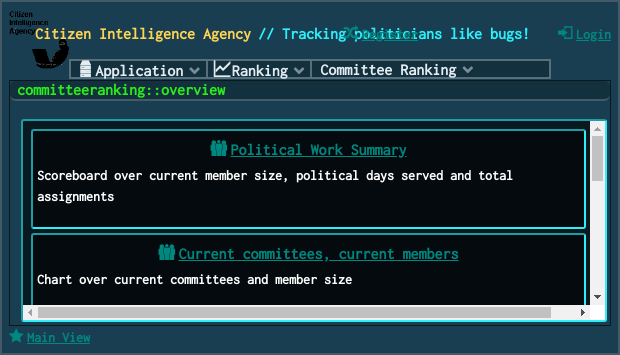 Citizen
Intelligence
Agency
Citizen Intelligence Agency // Tracking politicians like bugs!
Register
Login
Application
Ranking
Committee Ranking
committeeranking::overview
Political Work Summary
Scoreboard over current member size, political days served and total
assignments
Current committees, current members
Chart over current committees and member size
Main View